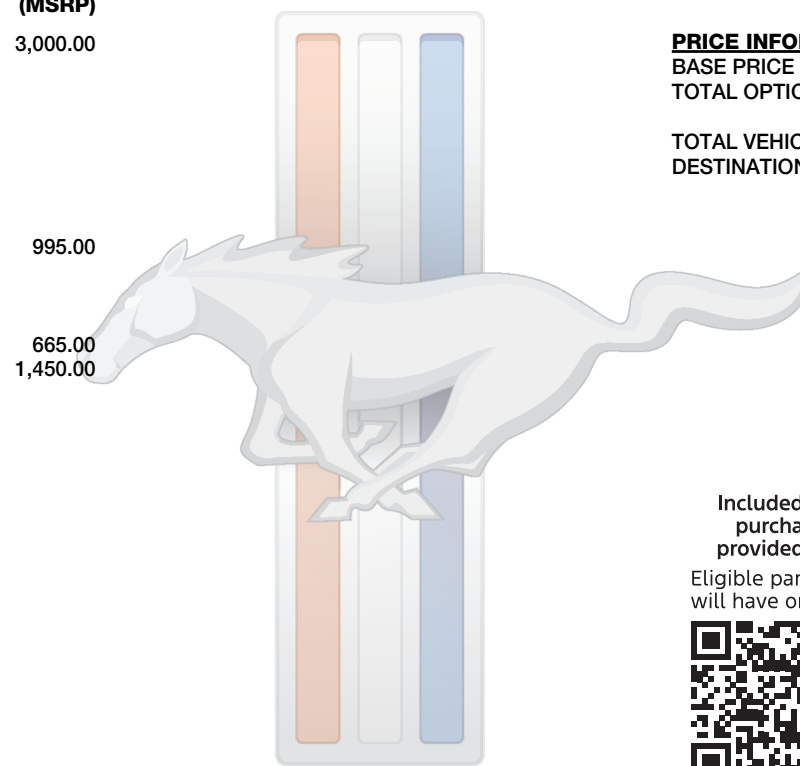 (MSRP)
3,000.00
995.00
665.00
1,450.00
PRICE INFO
BASE PRICE
TOTAL OPTIO
TOTAL VEHIC
DESTINATION
Included
purcha
provided
Eligible par
will have o